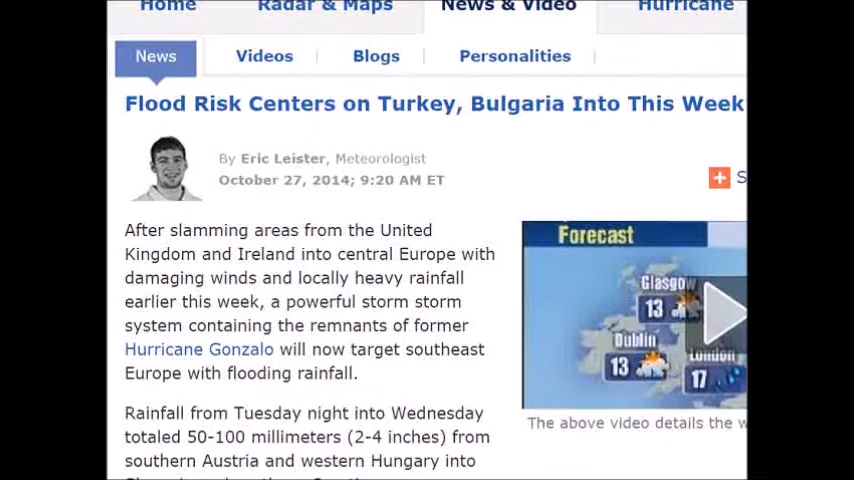 Home Radar & Maps News & Video Hurricane
News Videos Blogs Personalities
Flood Risk Centers on Turkey, Bulgaria Into This Week
By Eric Leister, Meteorologist
October 27, 2014; 9:20 AM ET
S
After slamming areas from the United
Kingdom and Ireland into central Europe with
damaging winds and locally heavy rainfall
earlier this week, a powerful storm storm
system containing the remnants of former
Hurricane Gonzalo will now target southeast
Europe with flooding rainfall.
Forecast
Glasgow
13
Dublin
13
London
17
The above video details the w
Rainfall from Tuesday night into Wednesday
totaled 50-100 millimeters (2-4 inches) from
southern Austria and western Hungary into